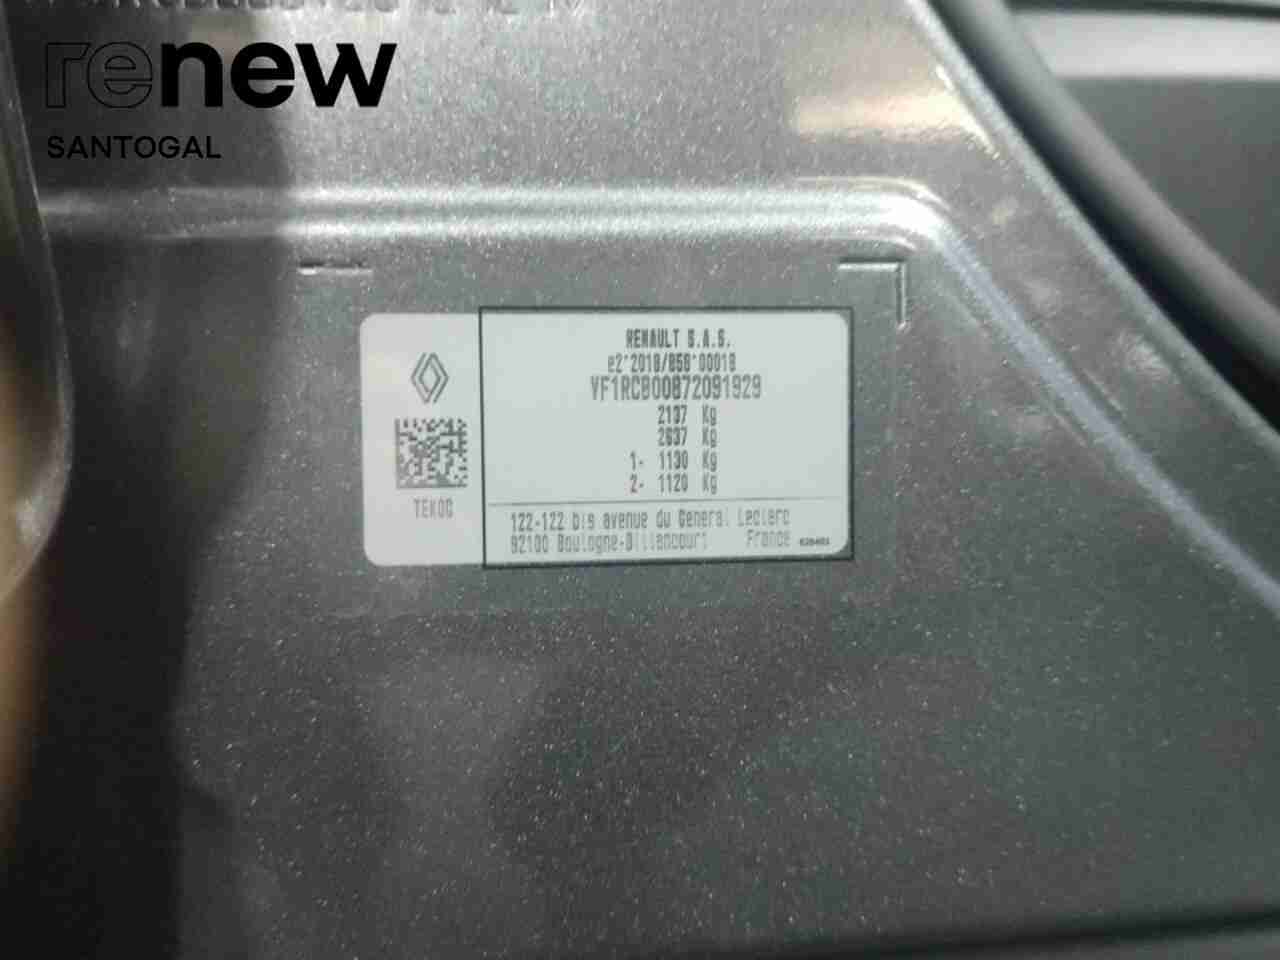 renew
SANTOGAL
RENAULT S.A.S.
e2*2018/858*00018
VF1RCB00872091929
2137 Kg
2637 Kg
1- 1130 Kg
2- 1120 Kg
122-122 bis avenue du General Leclerc
92100 Boulogne-Billancourt France